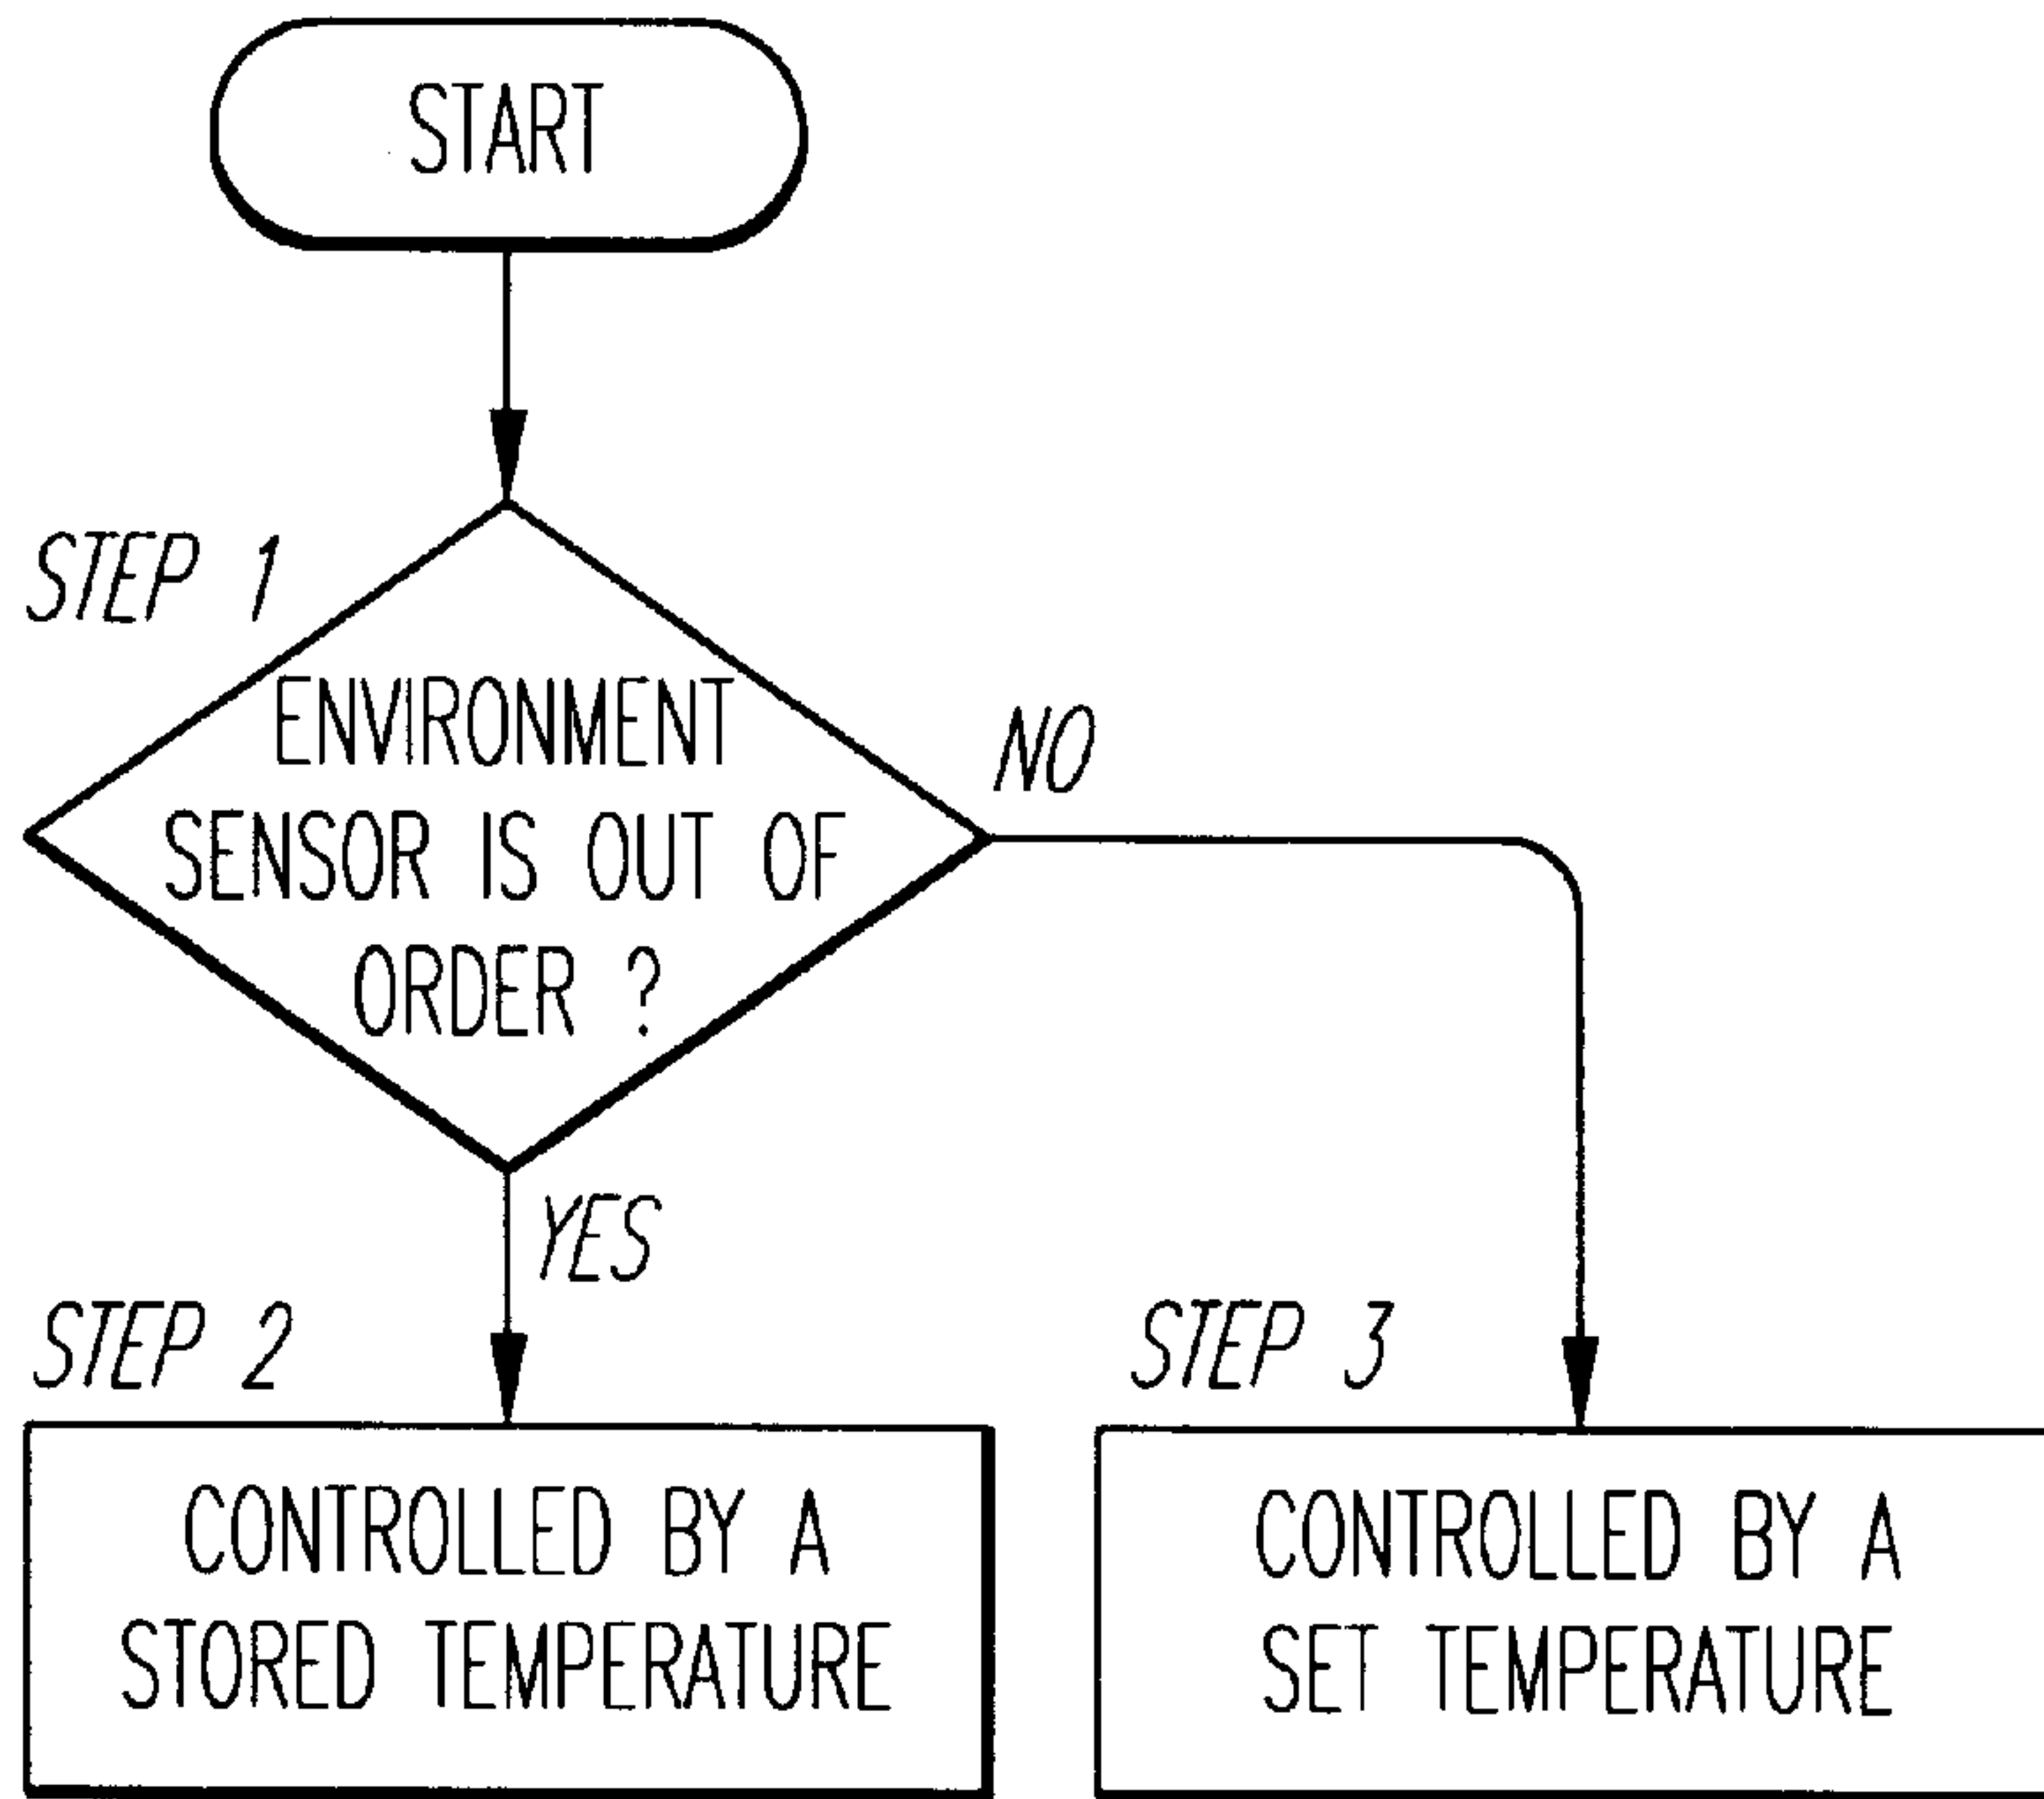 START
STEP 1
ENVIRONMENT
SENSOR IS OUT OF
ORDER ?
NO
YES
STEP 2
CONTROLLED BY A
STORED TEMPERATURE
STEP 3
CONTROLLED BY A
SET TEMPERATURE